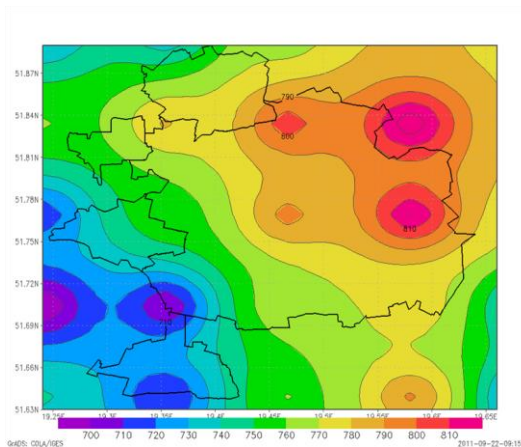 51.87N
51.84N
51.81N
51.78N
51.75N
51.72N
51.69N
51.66N
51.63N
790
800
810
710
19.25E 19.3E 19.35E 19.4E 19.45E 19.5E 19.55E 19.6E 19.65E
700 710 720 730 740 750 760 770 780 790 800 810
GrADS: COLA/IGES 2011-09-22-09:15